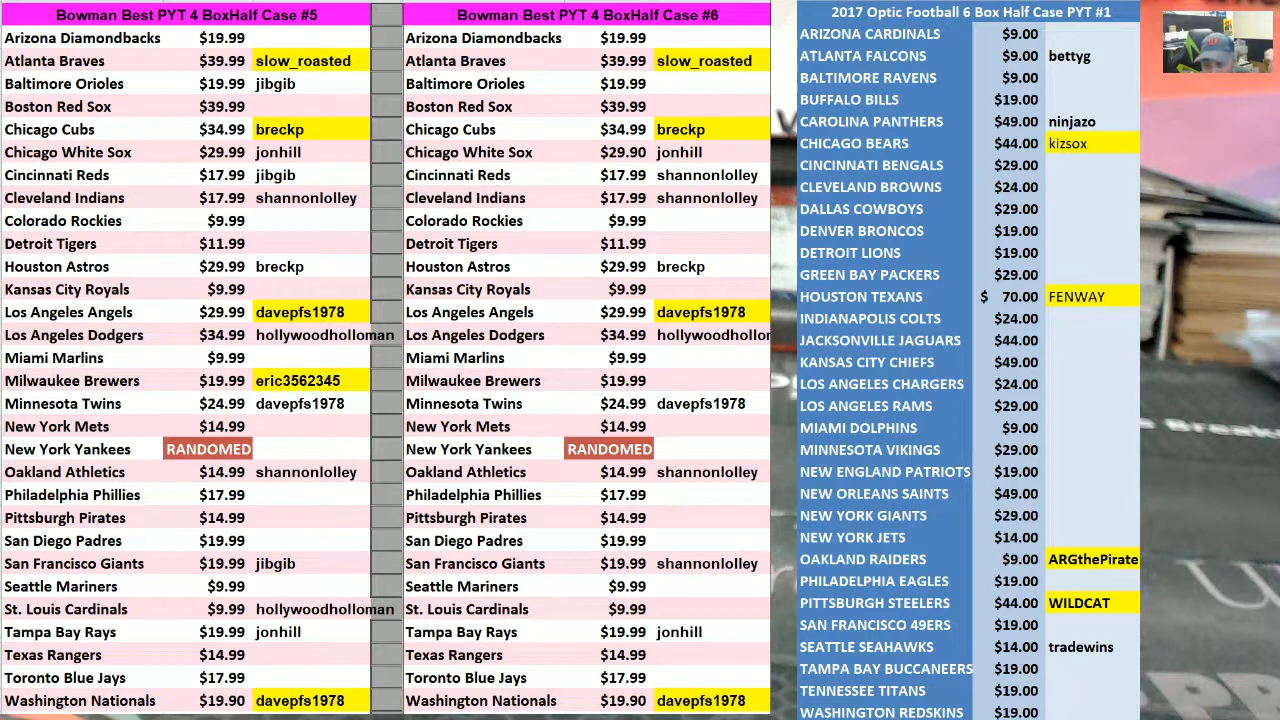 Bowman Best PYT 4 BoxHalf Case #5
Arizona Diamondbacks $19.99
Atlanta Braves $39.99 slow_roasted
Baltimore Orioles $19.99 jibgib
Boston Red Sox $39.99
Chicago Cubs $34.99 breckp
Chicago White Sox $29.99 jonhill
Cincinnati Reds $17.99 jibgib
Cleveland Indians $17.99 shannonlolley
Colorado Rockies $9.99
Detroit Tigers $11.99
Houston Astros $29.99 breckp
Kansas City Royals $9.99
Los Angeles Angels $29.99 davepfs1978
Los Angeles Dodgers $34.99 hollywoodholloman
Miami Marlins $9.99
Milwaukee Brewers $19.99 eric3562345
Minnesota Twins $24.99 davepfs1978
New York Mets $14.99
New York Yankees RANDOMED
Oakland Athletics $14.99 shannonlolley
Philadelphia Phillies $17.99
Pittsburgh Pirates $14.99
San Diego Padres $19.99
San Francisco Giants $19.99 jibgib
Seattle Mariners $9.99
St. Louis Cardinals $9.99 hollywoodholloman
Tampa Bay Rays $19.99 jonhill
Texas Rangers $14.99
Toronto Blue Jays $17.99
Washington Nationals $19.90 davepfs1978
Bowman Best PYT 4 BoxHalf Case #6
Arizona Diamondbacks $19.99
Atlanta Braves $39.99 slow_roasted
Baltimore Orioles $19.99
Boston Red Sox $39.99
Chicago Cubs $34.99 breckp
Chicago White Sox $29.90 jonhill
Cincinnati Reds $17.99 shannonlolley
Cleveland Indians $17.99 shannonlolley
Colorado Rockies $9.99
Detroit Tigers $11.99
Houston Astros $29.99 breckp
Kansas City Royals $9.99
Los Angeles Angels $29.99 davepfs1978
Los Angeles Dodgers $34.99 hollywoodhollor
Miami Marlins $9.99
Milwaukee Brewers $19.99
Minnesota Twins $24.99 davepfs1978
New York Mets $14.99
New York Yankees RANDOMED
Oakland Athletics $14.99 shannonlolley
Philadelphia Phillies $17.99
Pittsburgh Pirates $14.99
San Diego Padres $19.99
San Francisco Giants $19.99 shannonlolley
Seattle Mariners $9.99
St. Louis Cardinals $9.99
Tampa Bay Rays $19.99 jonhill
Texas Rangers $14.99
Toronto Blue Jays $17.99
Washington Nationals $19.90 davepfs1978
2017 Optic Football 6 Box Half Case PYT #1
ARIZONA CARDINALS $9.00
ATLANTA FALCONS $9.00 bettyg
BALTIMORE RAVENS $9.00
BUFFALO BILLS $19.00
CAROLINA PANTHERS $49.00 ninjazo
CHICAGO BEARS $44.00 kizsox
CINCINNATI BENGALS $29.00
CLEVELAND BROWNS $24.00
DALLAS COWBOYS $29.00
DENVER BRONCOS $19.00
DETROIT LIONS $19.00
GREEN BAY PACKERS $29.00
HOUSTON TEXANS $ 70.00 FENWAY
INDIANAPOLIS COLTS $24.00
JACKSONVILLE JAGUARS $44.00
KANSAS CITY CHIEFS $49.00
LOS ANGELES CHARGERS $24.00
LOS ANGELES RAMS $29.00
MIAMI DOLPHINS $9.00
MINNESOTA VIKINGS $29.00
NEW ENGLAND PATRIOTS $19.00
NEW ORLEANS SAINTS $49.00
NEW YORK GIANTS $29.00
NEW YORK JETS $14.00
OAKLAND RAIDERS $9.00 ARGthePirate
PHILADELPHIA EAGLES $19.00
PITTSBURGH STEELERS $44.00 WILDCAT
SAN FRANCISCO 49ERS $19.00
SEATTLE SEAHAWKS $14.00 tradewins
TAMPA BAY BUCCANEERS $19.00
TENNESSEE TITANS $19.00
WASHINGTON REDSKINS $19.00